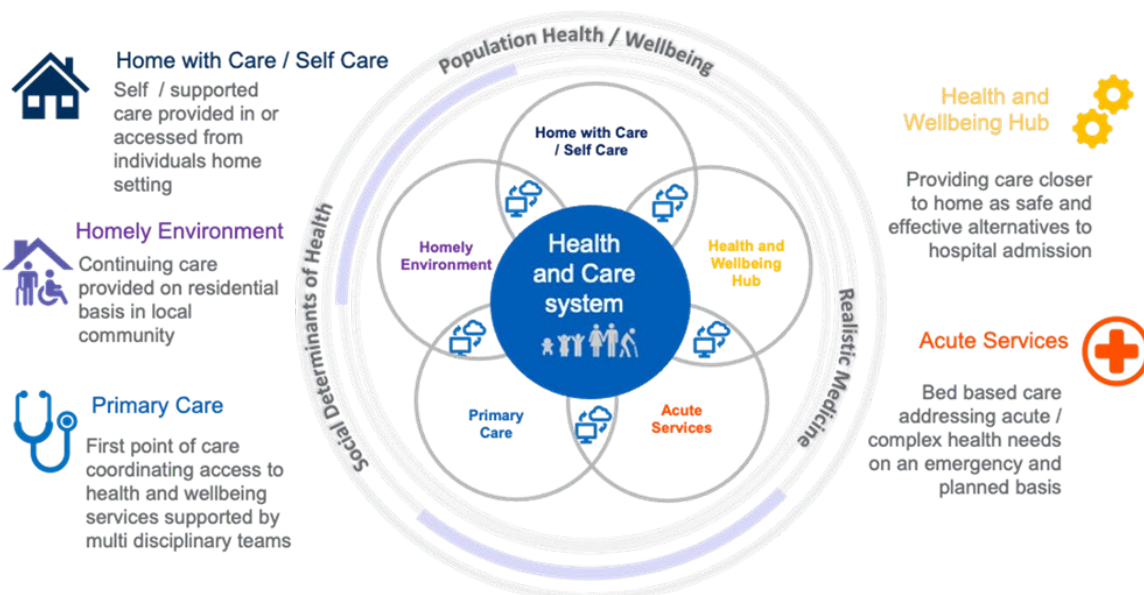 Home with Care / Self Care
Self / supported
care provided in or
accessed from
individuals home
setting
Homely Environment
Continuing care
provided on residential
basis in local
community
Primary Care
First point of care
coordinating access to
health and wellbeing
services supported by
multi disciplinary teams
Population Health / Wellbeing
Social Determinants of Health
Realistic Medicine
Home with Care
/ Self Care
Homely
Environment
Health and
Wellbeing
Hub
Health
and Care
system
Primary
Care
Acute
Services
Health and
Wellbeing Hub
Providing care closer
to home as safe and
effective alternatives to
hospital admission
Acute Services
Bed based care
addressing acute /
complex health needs
on an emergency and
planned basis